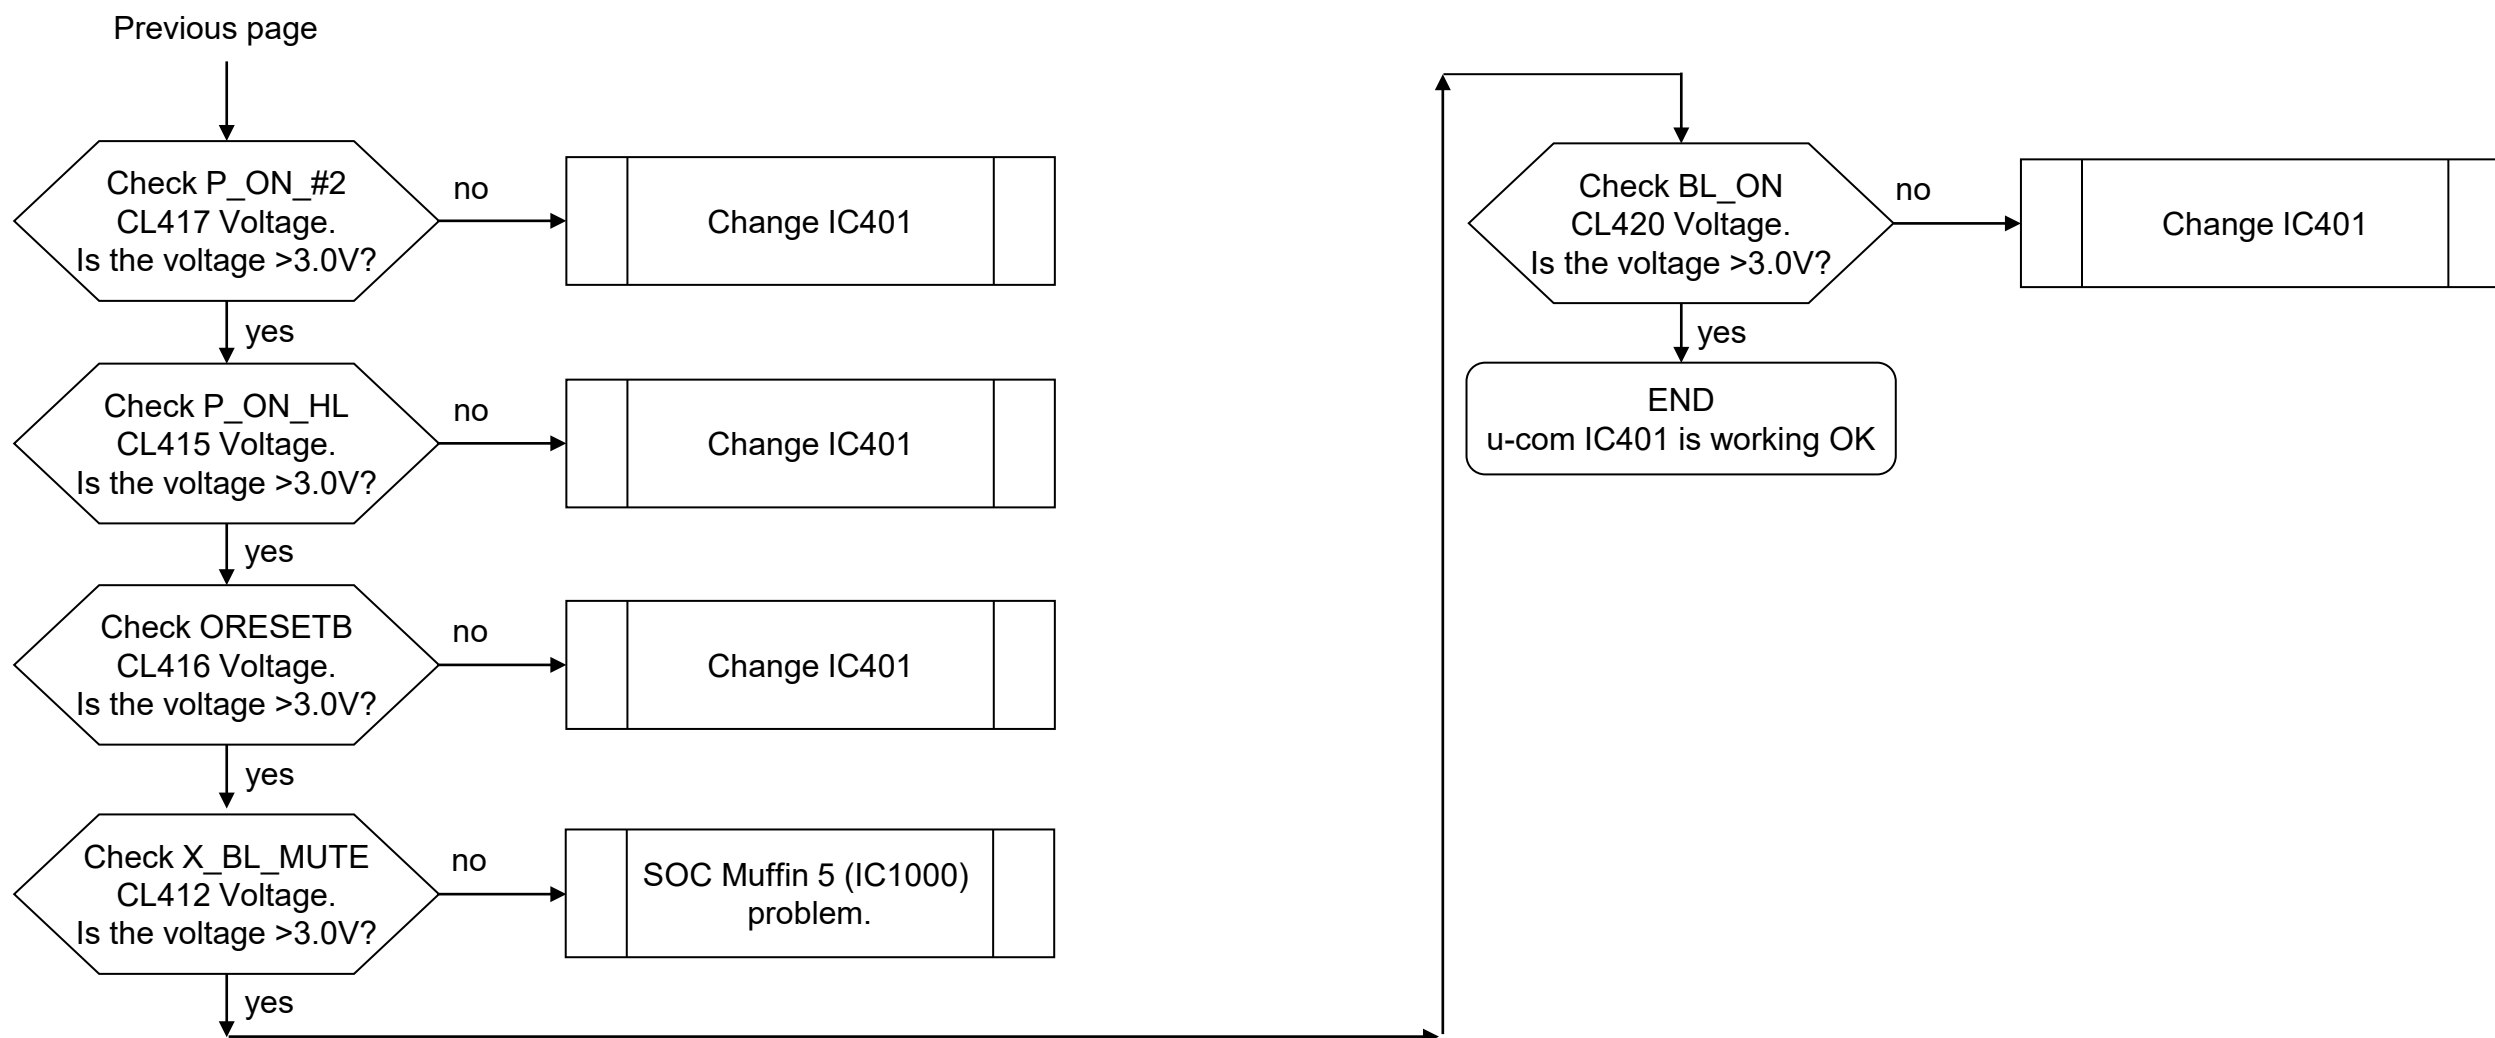 Previous page
Check P_ON_#2
CL417 Voltage.
Is the voltage >3.0V?
no
Change IC401
yes
Check P_ON_HL
CL415 Voltage.
Is the voltage >3.0V?
no
Change IC401
yes
Check ORESETB
CL416 Voltage.
Is the voltage >3.0V?
no
Change IC401
yes
Check X_BL_MUTE
CL412 Voltage.
Is the voltage >3.0V?
no
SOC Muffin 5 (IC1000)
problem.
yes
Check BL_ON
CL420 Voltage.
Is the voltage >3.0V?
no
Change IC401
yes
END
u-com IC401 is working OK